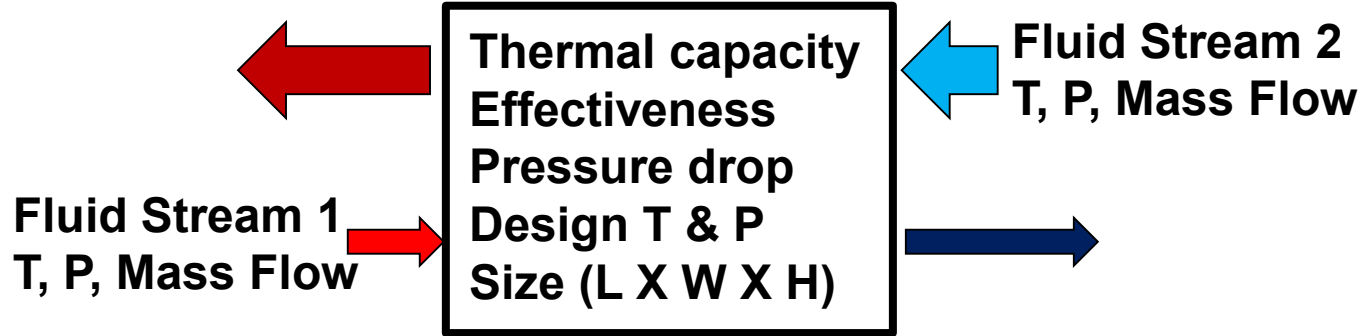 Thermal capacity
Effectiveness
Pressure drop
Design T & P
Size (L X W X H)
Fluid Stream 2
T, P, Mass Flow
Fluid Stream 1
T, P, Mass Flow